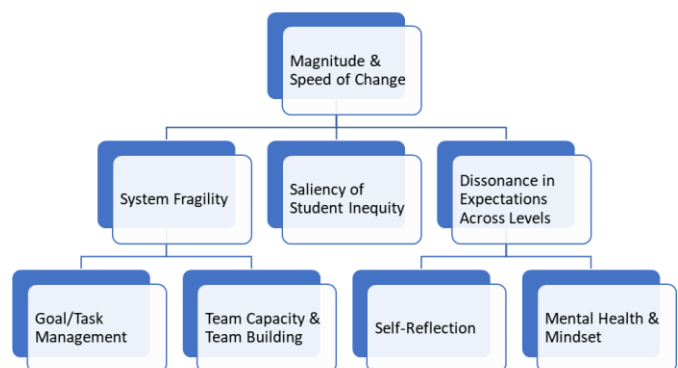 Magnitude &
Speed of Change
System Fragility
Saliency of
Student Inequity
Dissonance in
Expectations
Across Levels
Goal/Task
Management
Team Capacity &
Team Building
Self-Reflection
Mental Health &
Mindset